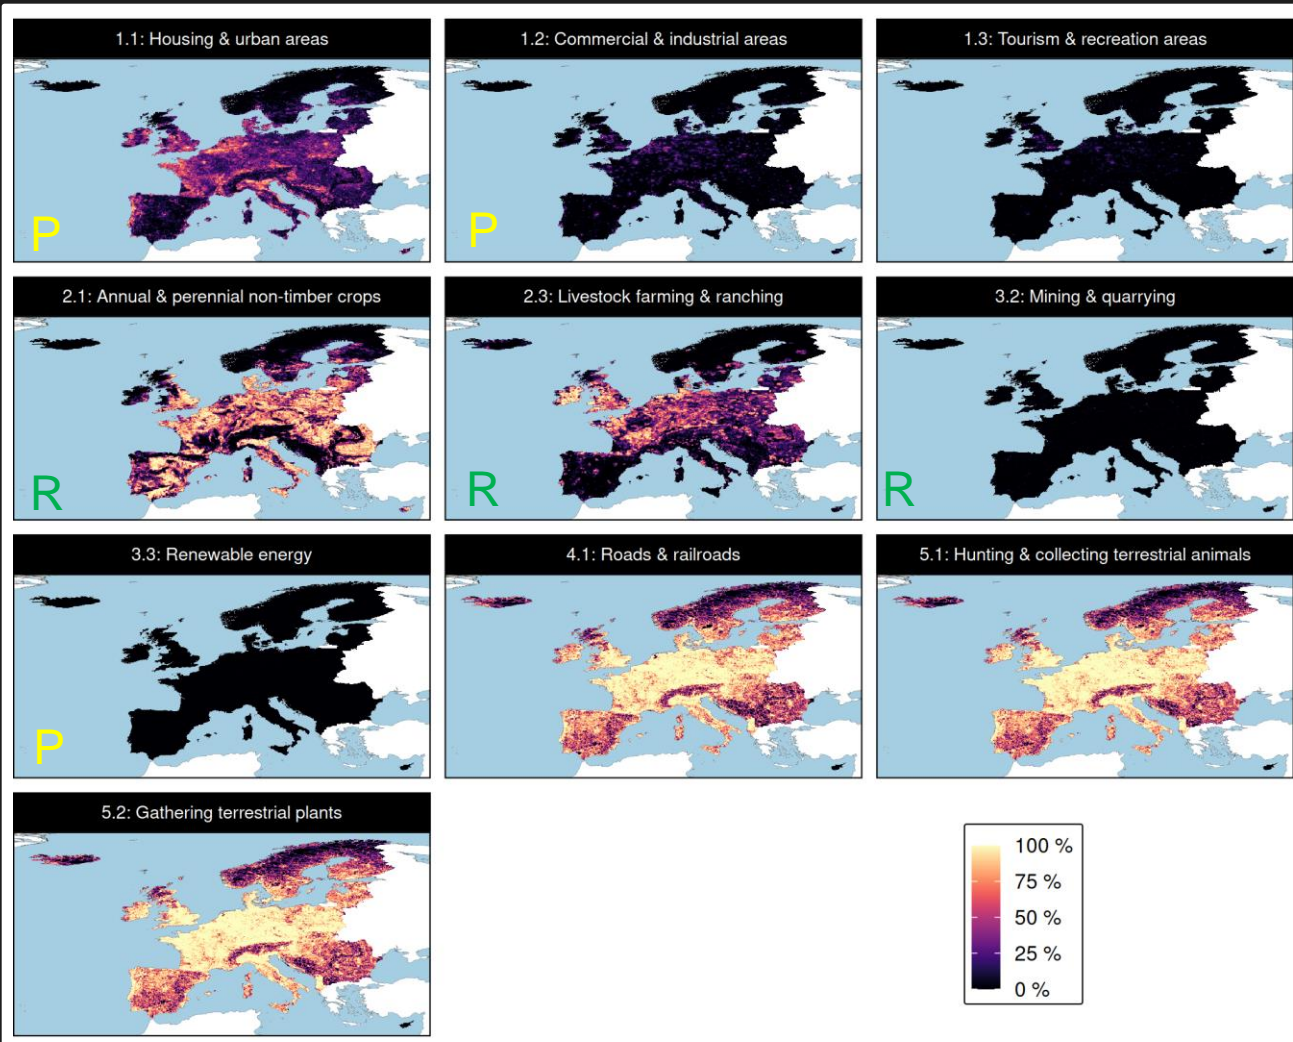 1.1: Housing & urban areas
1.2: Commercial & industrial areas
1.3: Tourism & recreation areas
P
P
2.1: Annual & perennial non-timber crops
2.3: Livestock farming & ranching
3.2: Mining & quarrying
R
R
R
3.3: Renewable energy
4.1: Roads & railroads
5.1: Hunting & collecting terrestrial animals
P
5.2: Gathering terrestrial plants
100 %
75 %
50 %
25 %
0 %